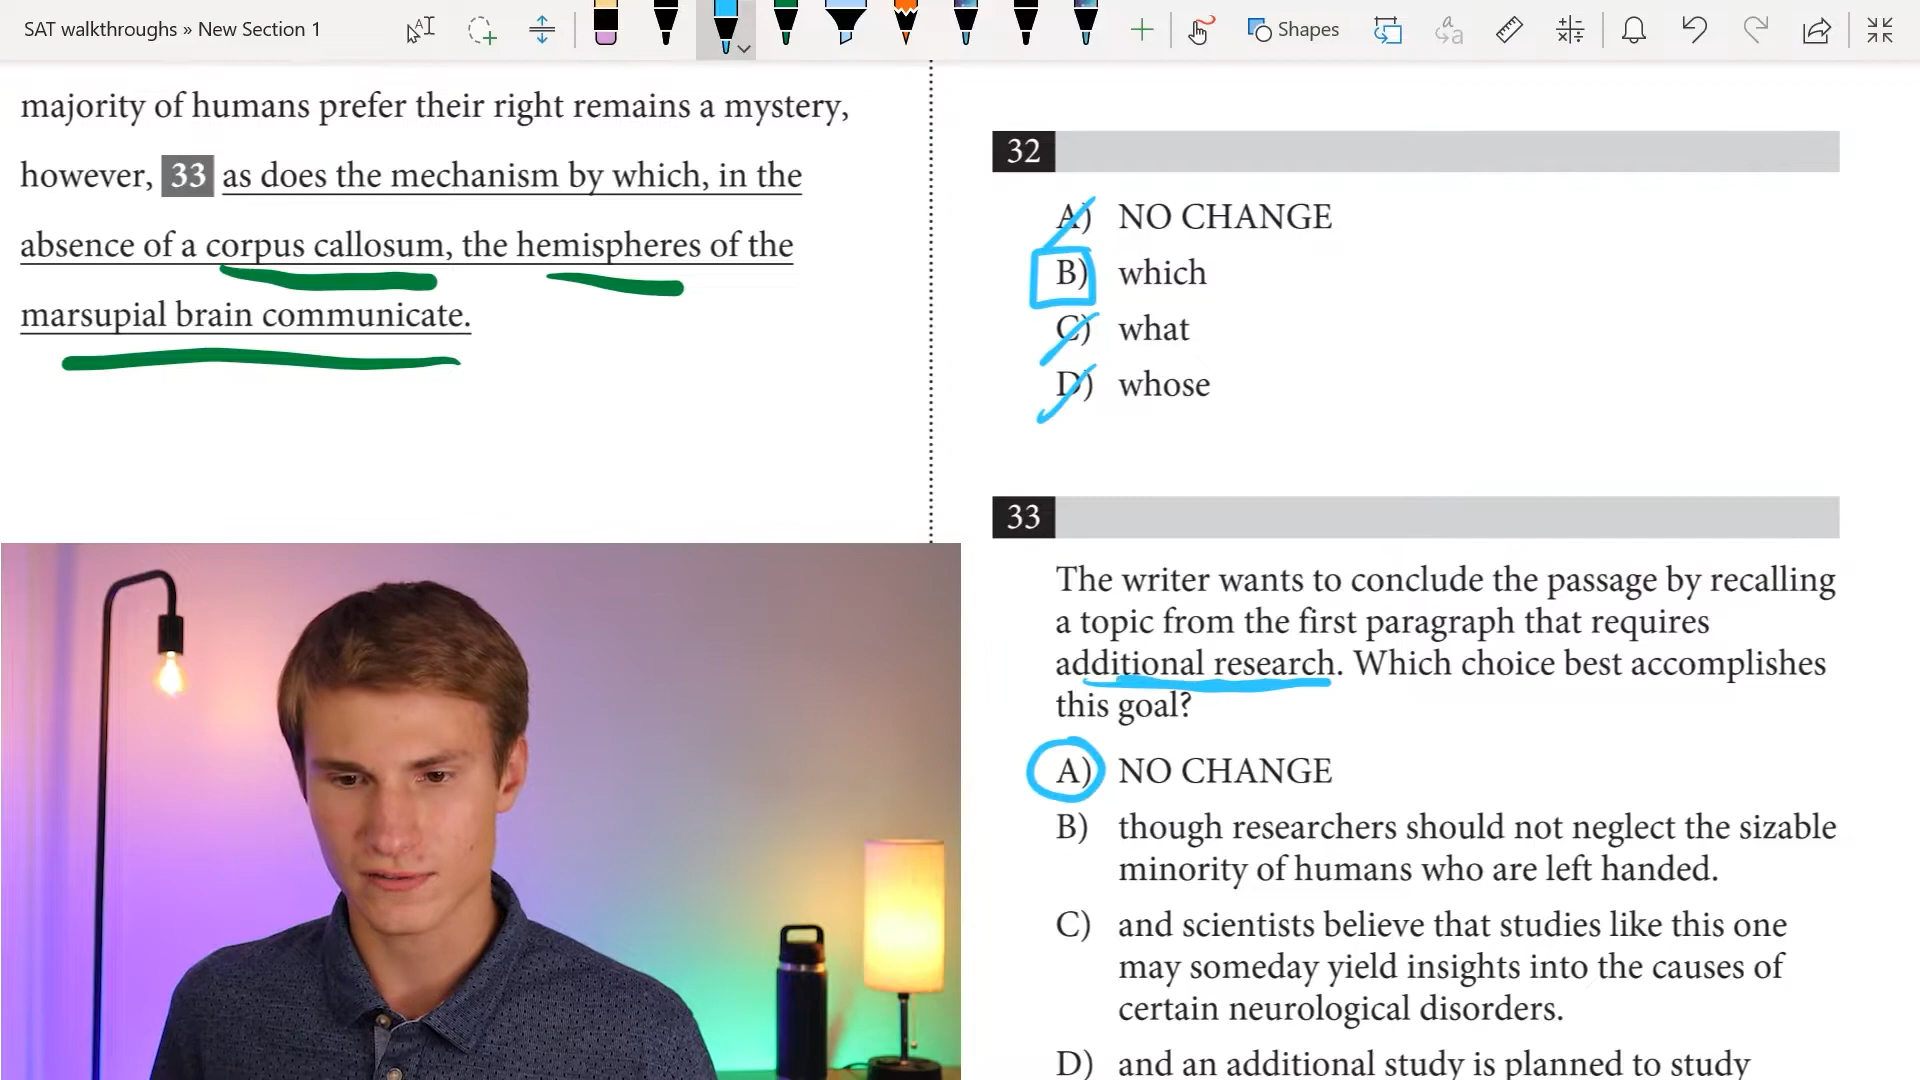 SAT walkthroughs » New Section 1
Shapes
majority of humans prefer their right remains a mystery,
however, 33 as does the mechanism by which, in the
absence of a corpus callosum, the hemispheres of the
marsupial brain communicate.
32
A) NO CHANGE
B) which
C) what
D) whose
33
The writer wants to conclude the passage by recalling
a topic from the first paragraph that requires
additional research. Which choice best accomplishes
this goal?
A) NO CHANGE
B) though researchers should not neglect the sizable
minority of humans who are left handed.
C) and scientists believe that studies like this one
may someday yield insights into the causes of
certain neurological disorders.
D) and an additional study is planned to study